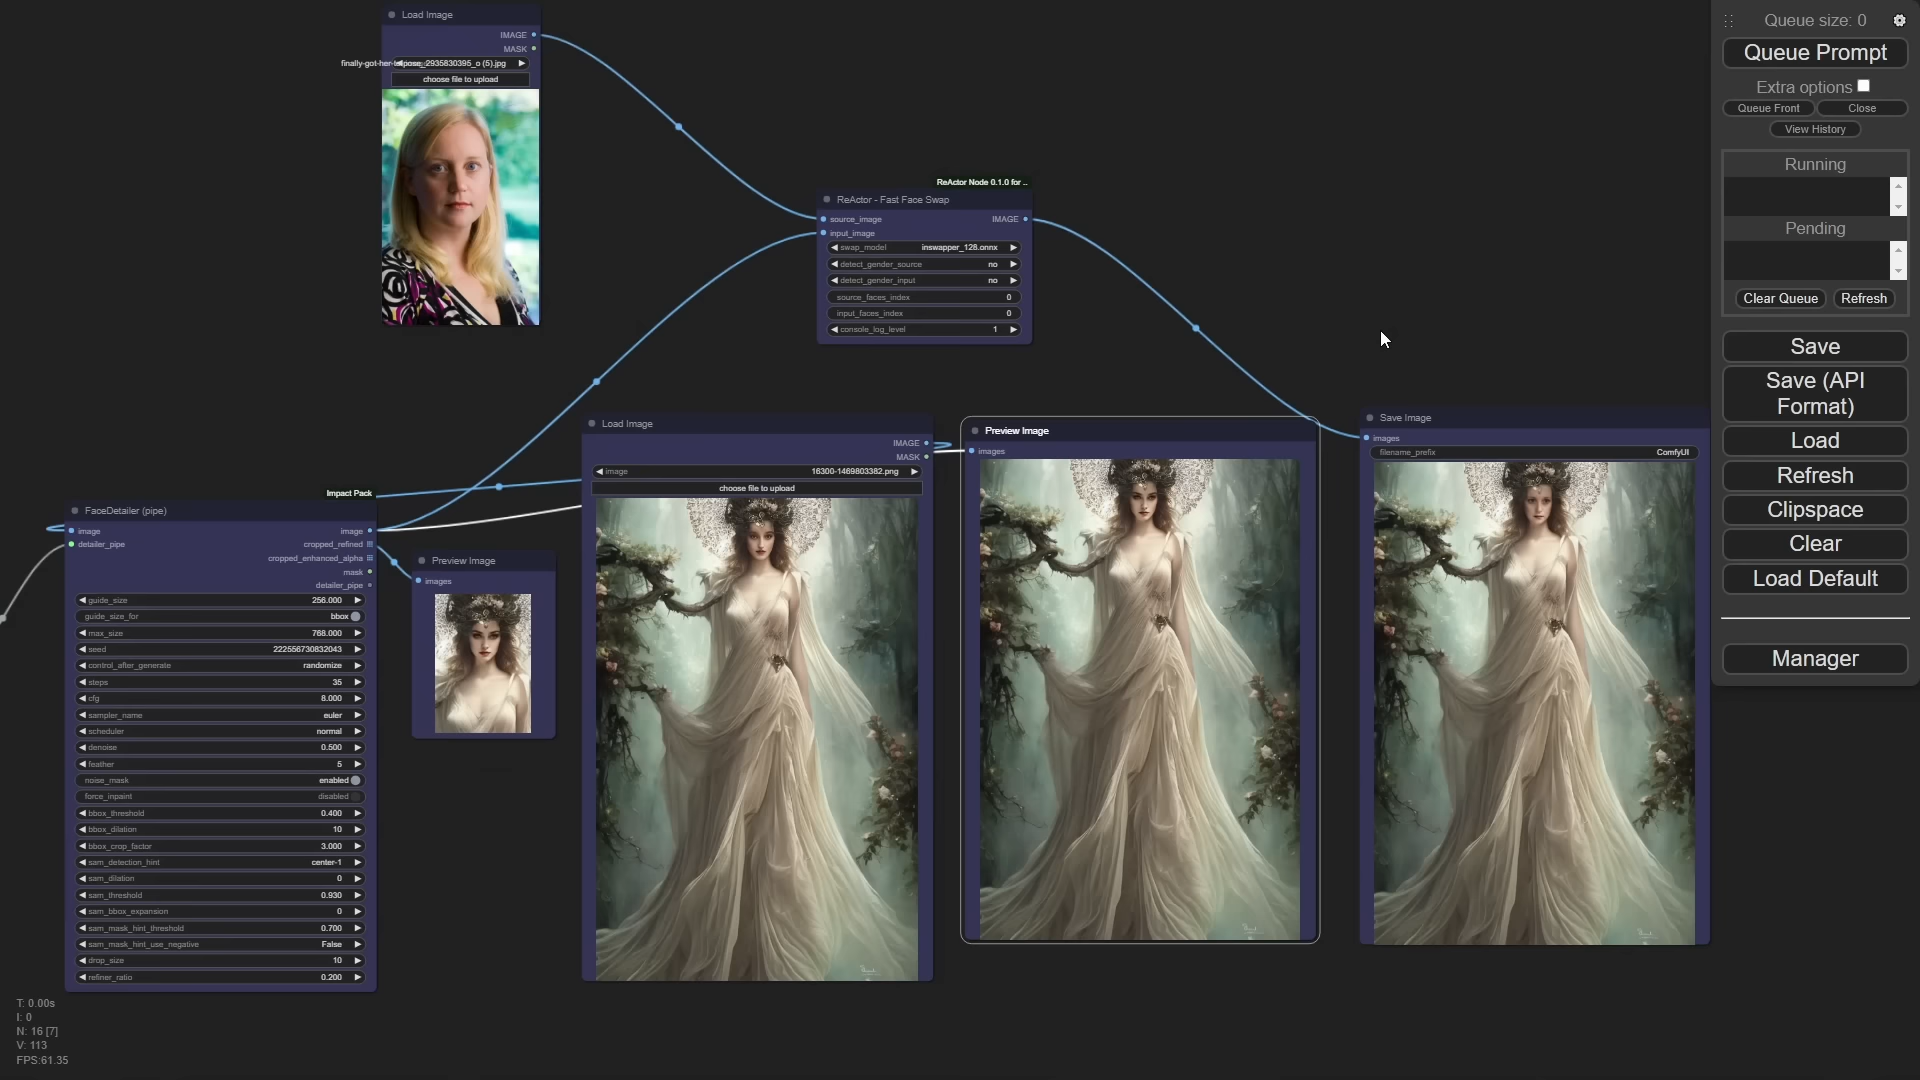 Load Image
IMAGE
MASK
finally-got-her-to-pose_2935830395_o (5).jpg
choose file to upload
ReActor Node 0.1.0 for ..
ReActor - Fast Face Swap
source_image IMAGE
input_image
swap_model inswapper_128.onnx
detect_gender_source no
detect_gender_input no
source_faces_index 0
input_faces_index 0
console_log_level 1
Impact Pack
FaceDetailer (pipe)
image image
detailer_pipe cropped_refined
cropped_enhanced_alpha
mask
detailer_pipe
guide_size 256.000
guide_size_for bbox
max_size 768.000
seed 222556730832043
control_after_generate randomize
steps 35
cfg 8.000
sampler_name euler
scheduler normal
denoise 0.500
feather 5
noise_mask enabled
force_inpaint disabled
bbox_threshold 0.400
bbox_dilation 10
bbox_crop_factor 3.000
sam_detection_hint center-1
sam_dilation 0
sam_threshold 0.930
sam_bbox_expansion 0
sam_mask_hint_threshold 0.700
sam_mask_hint_use_negative False
drop_size 10
refiner_ratio 0.200
Preview Image
images
Load Image
IMAGE
MASK
image 16300-1469803382.png
choose file to upload
Preview Image
images
Save Image
images
filename_prefix ComfyUI
Queue size: 0
Queue Prompt
Extra options
Queue Front Close
View History
Running
Pending
Clear Queue Refresh
Save
Save (API
Format)
Load
Refresh
Clipspace
Clear
Load Default
Manager
T: 0.00s
I: 0
N: 16 [7]
V: 113
FPS:61.35